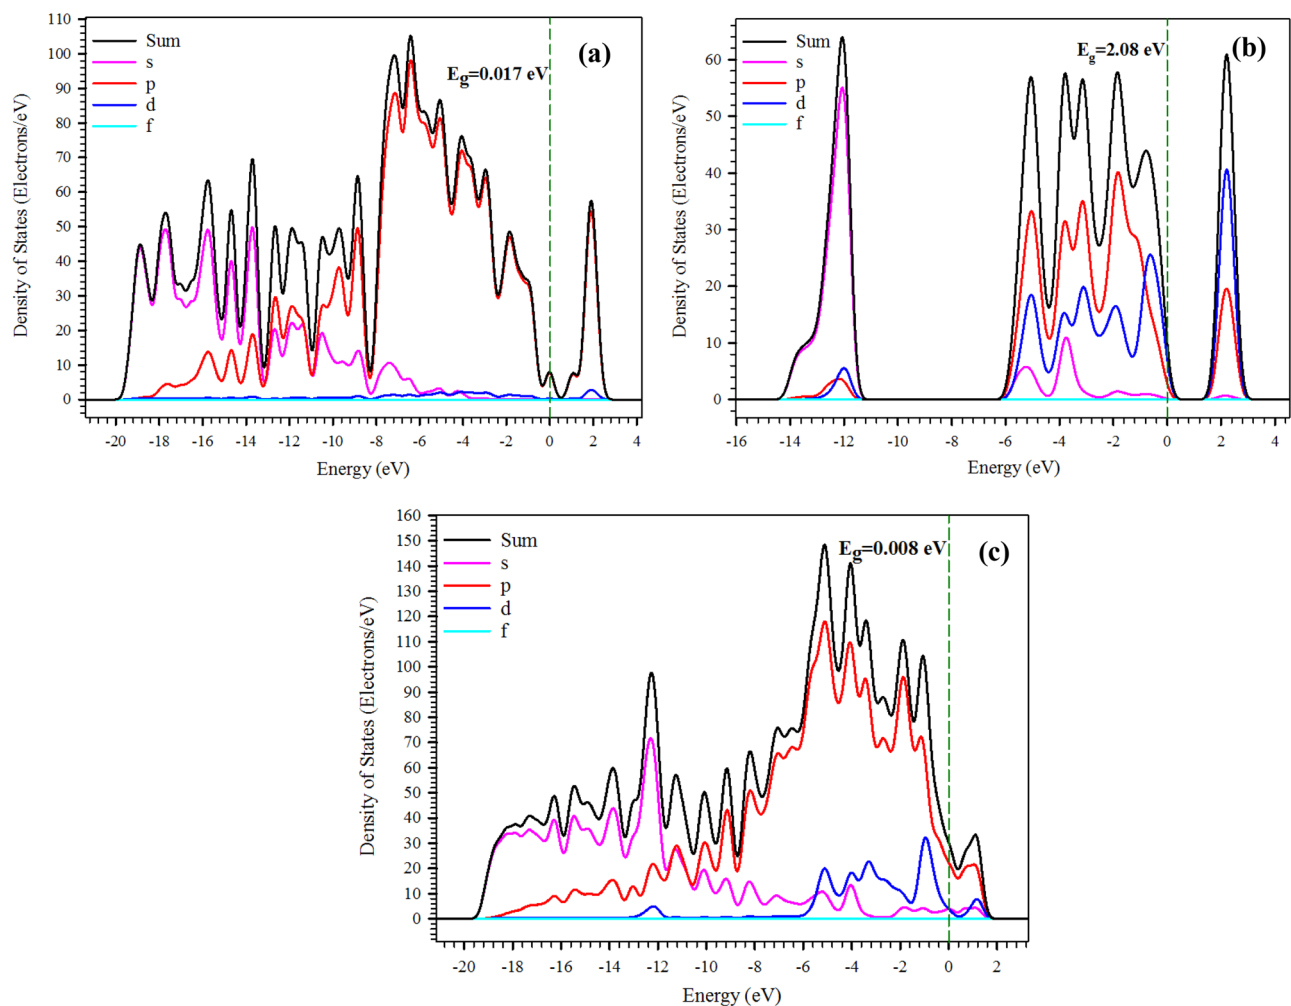 (a)
E_g=0.017 eV
Sum
s
p
d
f
Density of States (Electrons/eV)
110
100
90
80
70
60
50
40
30
20
10
0
-20 -18 -16 -14 -12 -10 -8 -6 -4 -2 0 2 4
Energy (eV)
(b)
E_g=2.08 eV
Sum
s
p
d
f
Density of States (Electrons/eV)
60
50
40
30
20
10
0
-16 -14 -12 -10 -8 -6 -4 -2 0 2 4
Energy (eV)
(c)
E_g=0.008 eV
Sum
s
p
d
f
Density of States (Electrons/eV)
160
150
140
130
120
110
100
90
80
70
60
50
40
30
20
10
0
-20 -18 -16 -14 -12 -10 -8 -6 -4 -2 0 2
Energy (eV)